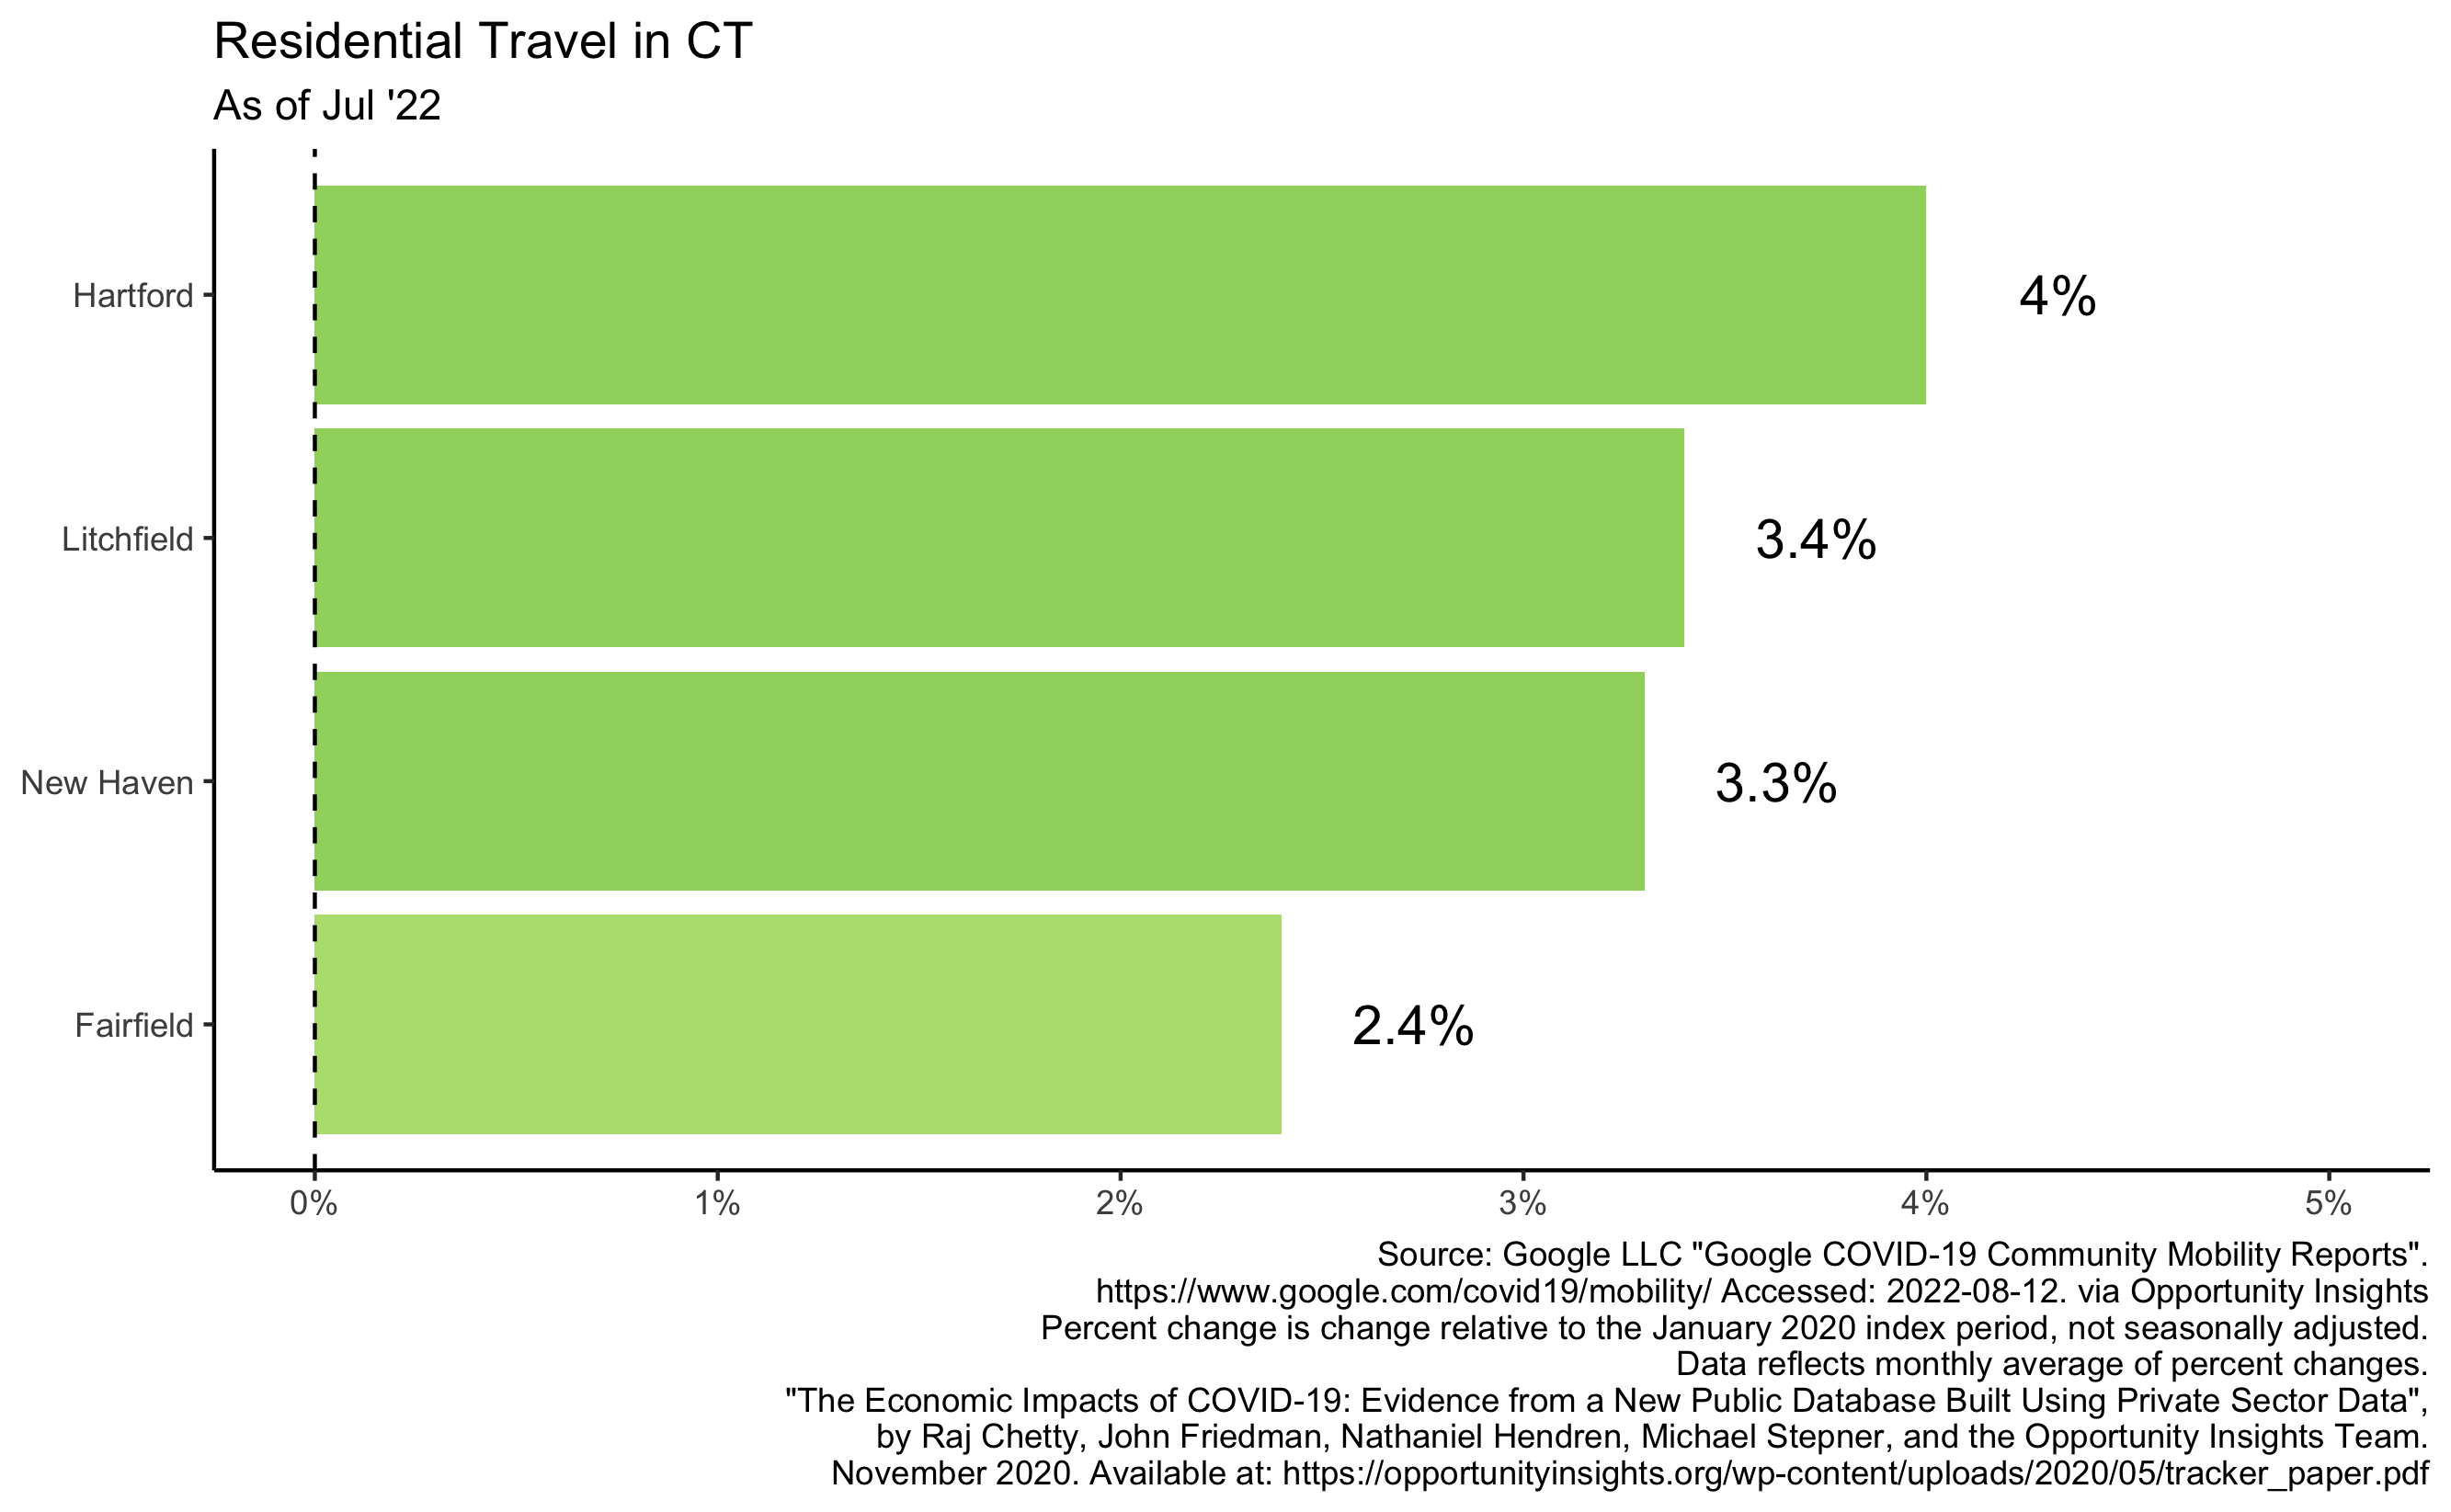 Residential Travel in CT
As of Jul '22
Hartford
4%
Litchfield
3.4%
New Haven
3.3%
Fairfield
2.4%
0% 1% 2% 3% 4% 5%
Source: Google LLC "Google COVID-19 Community Mobility Reports".
https://www.google.com/covid19/mobility/ Accessed: 2022-08-12. via Opportunity Insights
Percent change is change relative to the January 2020 index period, not seasonally adjusted.
Data reflects monthly average of percent changes.
"The Economic Impacts of COVID-19: Evidence from a New Public Database Built Using Private Sector Data",
by Raj Chetty, John Friedman, Nathaniel Hendren, Michael Stepner, and the Opportunity Insights Team.
November 2020. Available at: https://opportunityinsights.org/wp-content/uploads/2020/05/tracker_paper.pdf